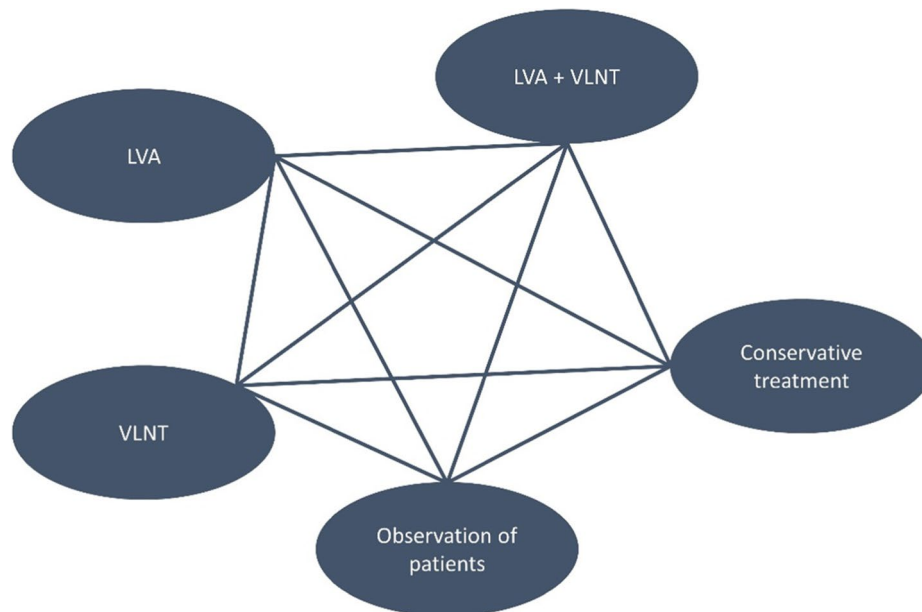 LVA + VLNT
LVA
Conservative
treatment
VLNT
Observation of
patients